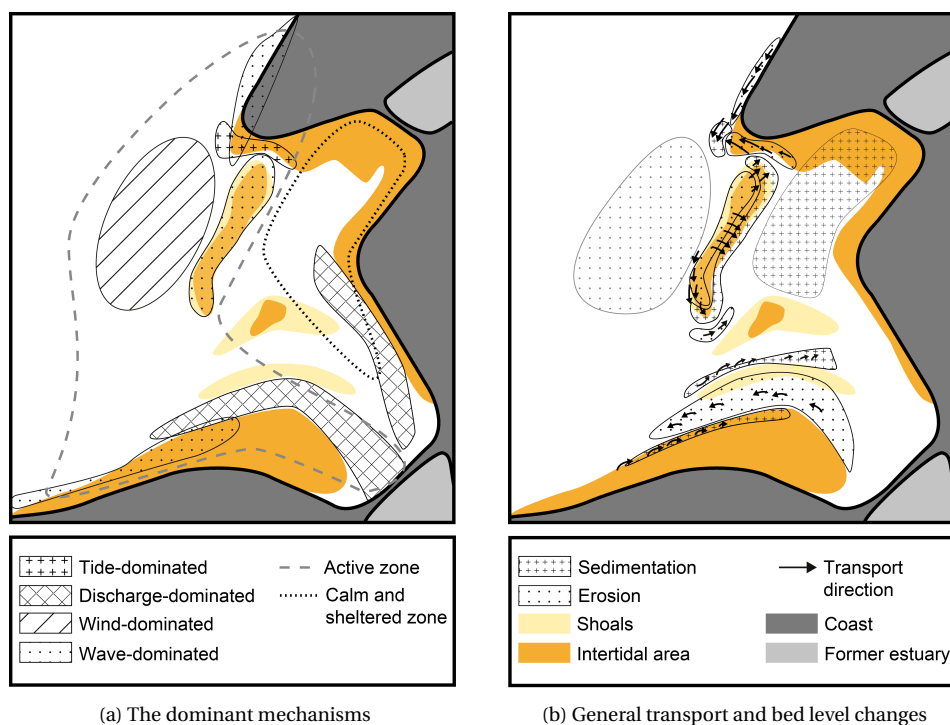 Tide-dominated
Discharge-dominated
Wind-dominated
Wave-dominated
Active zone
Calm and
sheltered zone
(a) The dominant mechanisms
Sedimentation
Erosion
Shoals
Intertidal area
Transport
direction
Coast
Former estuary
(b) General transport and bed level changes